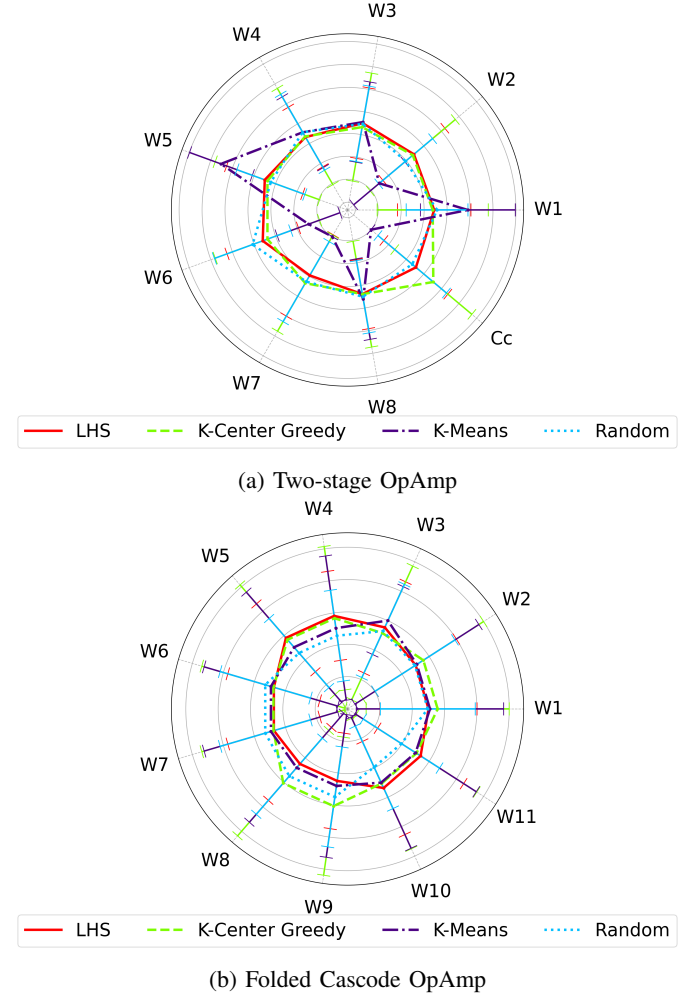 W3
W4
W2
W5
W1
W6
Cc
W7
W8
LHS K-Center Greedy K-Means Random
(a) Two-stage OpAmp
W4
W3
W5
W2
W6
W1
W7
W11
W8
W10
W9
LHS K-Center Greedy K-Means Random
(b) Folded Cascode OpAmp